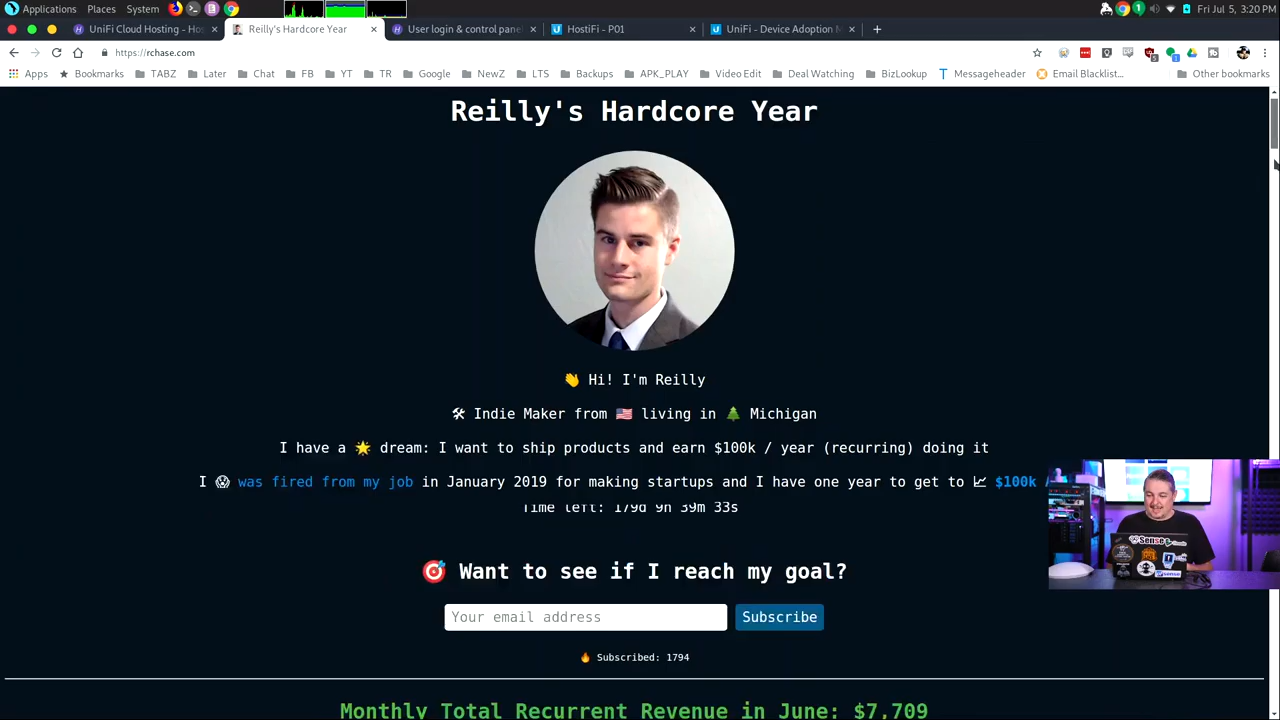 Applications Places System Fri Jul 5, 3:20 PM
UniFi Cloud Hosting - Hos Reilly's Hardcore Year User login & control pane HostiFi - P01 UniFi - Device Adoption M
https://rchase.com
Apps Bookmarks TABZ Later Chat FB YT TR Google NewZ LTS Backups APK_PLAY Video Edit Deal Watching BizLookup Messageheader Email Blacklist... Other bookmarks
Reilly's Hardcore Year
👋 Hi! I'm Reilly
🛠 Indie Maker from 🇺🇸 living in 🌲 Michigan
I have a 🌟 dream: I want to ship products and earn $100k / year (recurring) doing it
I 😱 was fired from my job in January 2019 for making startups and I have one year to get to 📈 $100k /
Time left: 179d 9h 39m 33s
🎯 Want to see if I reach my goal?
Your email address Subscribe
🔥 Subscribed: 1794
Monthly Total Recurrent Revenue in June: $7,709